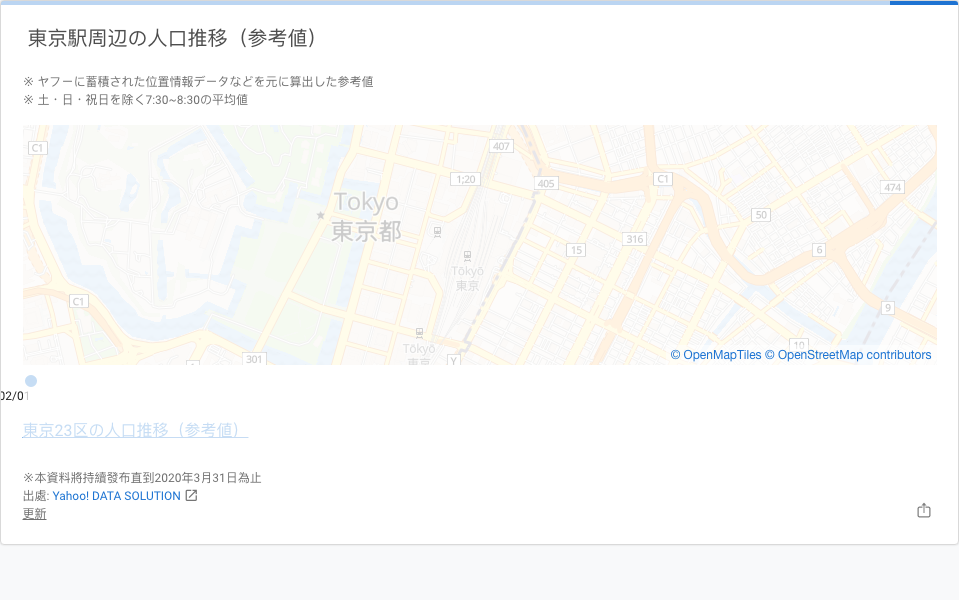 東京駅周辺の人口推移（参考値）
※ ヤフーに蓄積された位置情報データなどを元に算出した参考値
※ 土・日・祝日を除く7:30~8:30の平均値
C1
407
1;20
405
C1
474
Tokyo
東京都
50
316
15
6
Tōkyō
東京
C1
9
Tōkyō
東京
301
1
Y
10
© OpenMapTiles © OpenStreetMap contributors
02/01
東京23区の人口推移（参考値）
※本資料將持續發布直到2020年3月31日為止
出處: Yahoo! DATA SOLUTION
更新